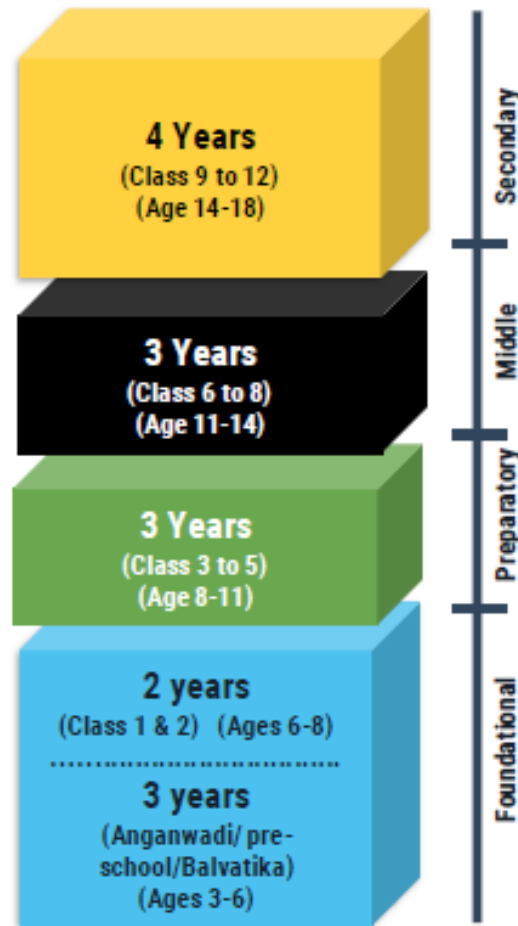 4 Years
(Class 9 to 12)
(Age 14-18)
Secondary
3 Years
(Class 6 to 8)
(Age 11-14)
Middle
3 Years
(Class 3 to 5)
(Age 8-11)
Preparatory
2 years
(Class 1 & 2) (Ages 6-8)
3 years
(Anganwadi/ pre-
school/Balvatika)
(Ages 3-6)
Foundational